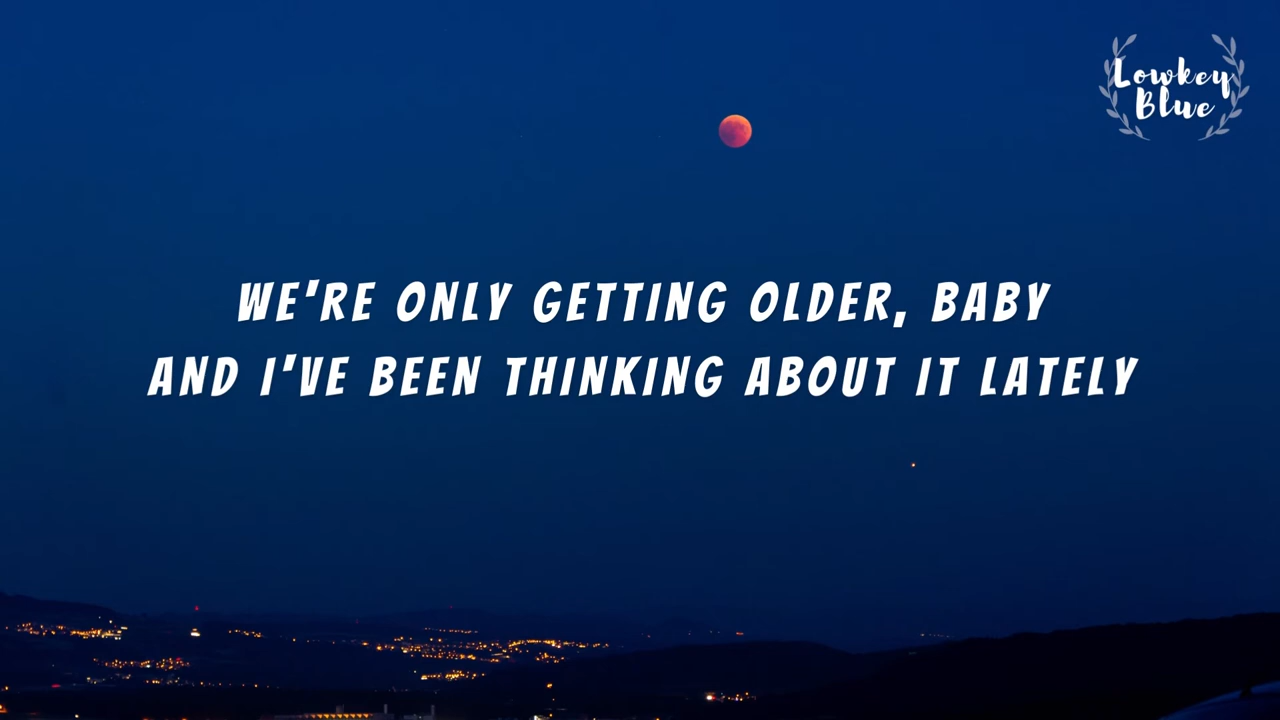 Lowkey
Blue
WE'RE ONLY GETTING OLDER, BABY
AND I'VE BEEN THINKING ABOUT IT LATELY